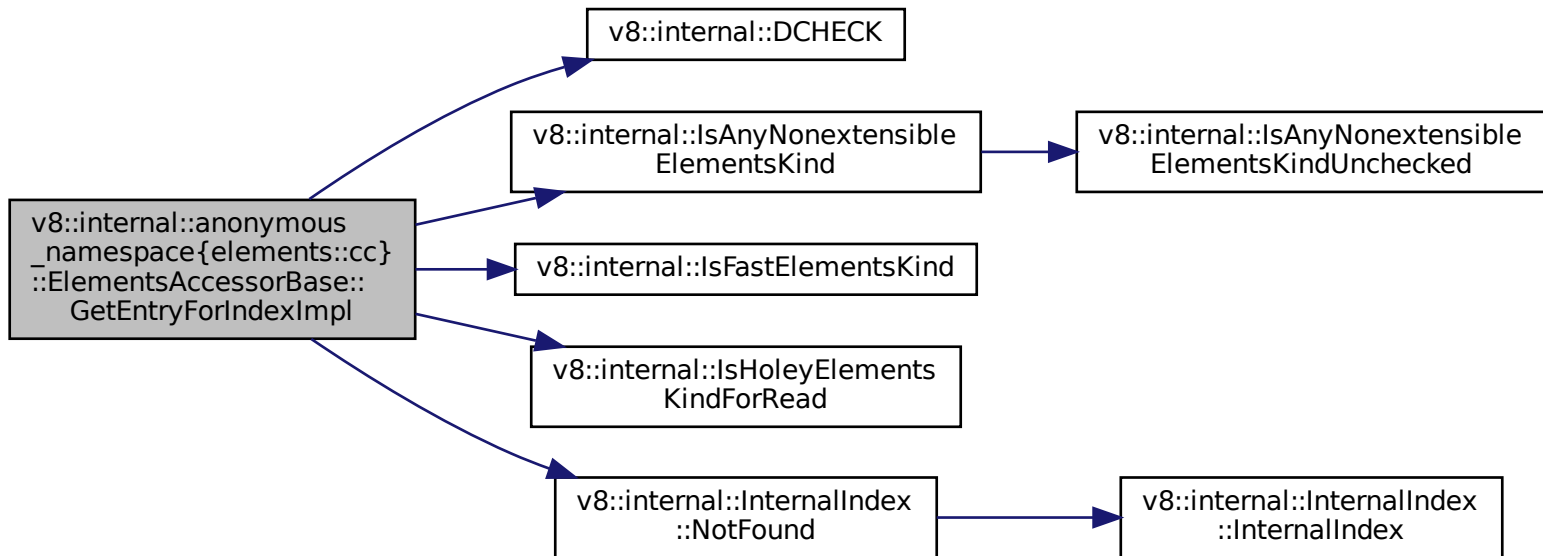 v8::internal::DCHECK
v8::internal::IsAnyNonextensible
ElementsKind
v8::internal::IsAnyNonextensible
ElementsKindUnchecked
v8::internal::anonymous
_namespace{elements::cc}
::ElementsAccessorBase::
GetEntryForIndexImpl
v8::internal::IsFastElementsKind
v8::internal::IsHoleyElements
KindForRead
v8::internal::InternalIndex
::NotFound
v8::internal::InternalIndex
::InternalIndex